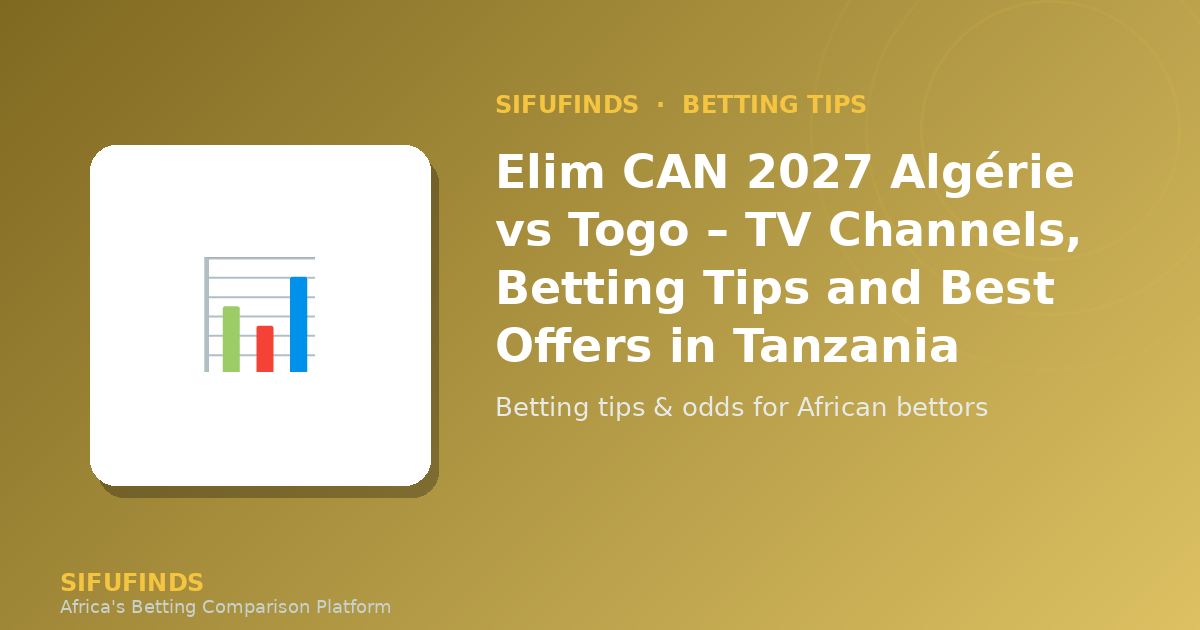 SIFUFINDS · BETTING TIPS
Elim CAN 2027 Algérie
vs Togo – TV Channels,
Betting Tips and Best
Offers in Tanzania
Betting tips & odds for African bettors
SIFUFINDS
Africa's Betting Comparison Platform